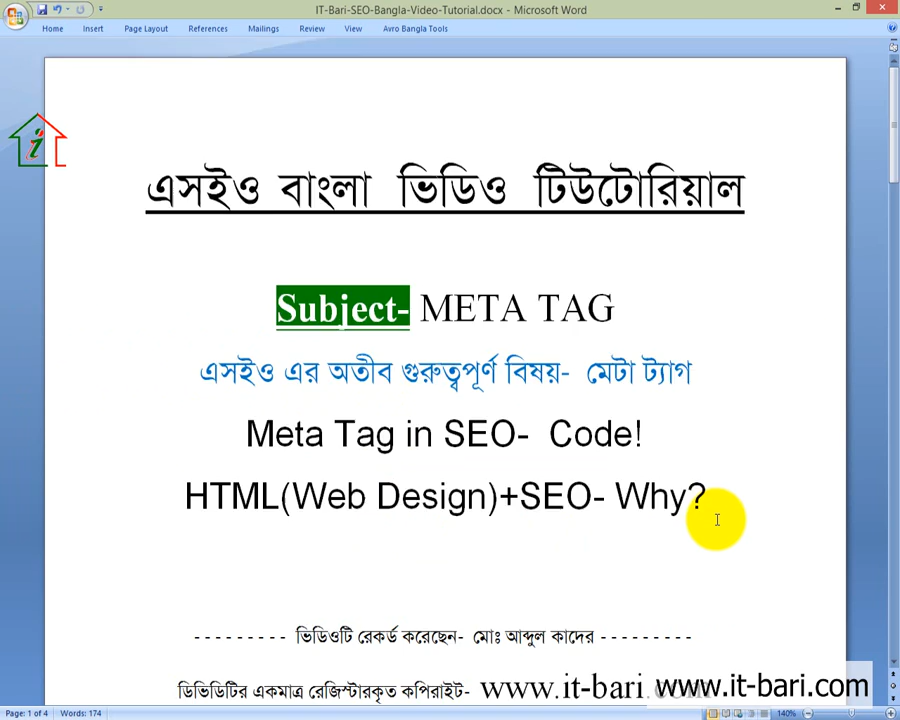 IT-Bari-SEO-Bangla-Video-Tutorial.docx - Microsoft Word
Home Insert Page Layout References Mailings Review View Avro Bangla Tools
i
এসইও বাংলা ভিডিও টিউটোরিয়াল
Subject- META TAG
এসইও এর অতীব গুরুত্বপূর্ণ বিষয়- মেটা ট্যাগ
Meta Tag in SEO- Code!
HTML(Web Design)+SEO- Why?
--------- ভিডিওটি রেকর্ড করেছেন- মোঃ আব্দুল কাদের ---------
ডিভিডিটির একমাত্র রেজিস্টারকৃত কপিরাইট- www.it-bari
www.it-bari.com
Page: 1 of 4 Words: 174 140%